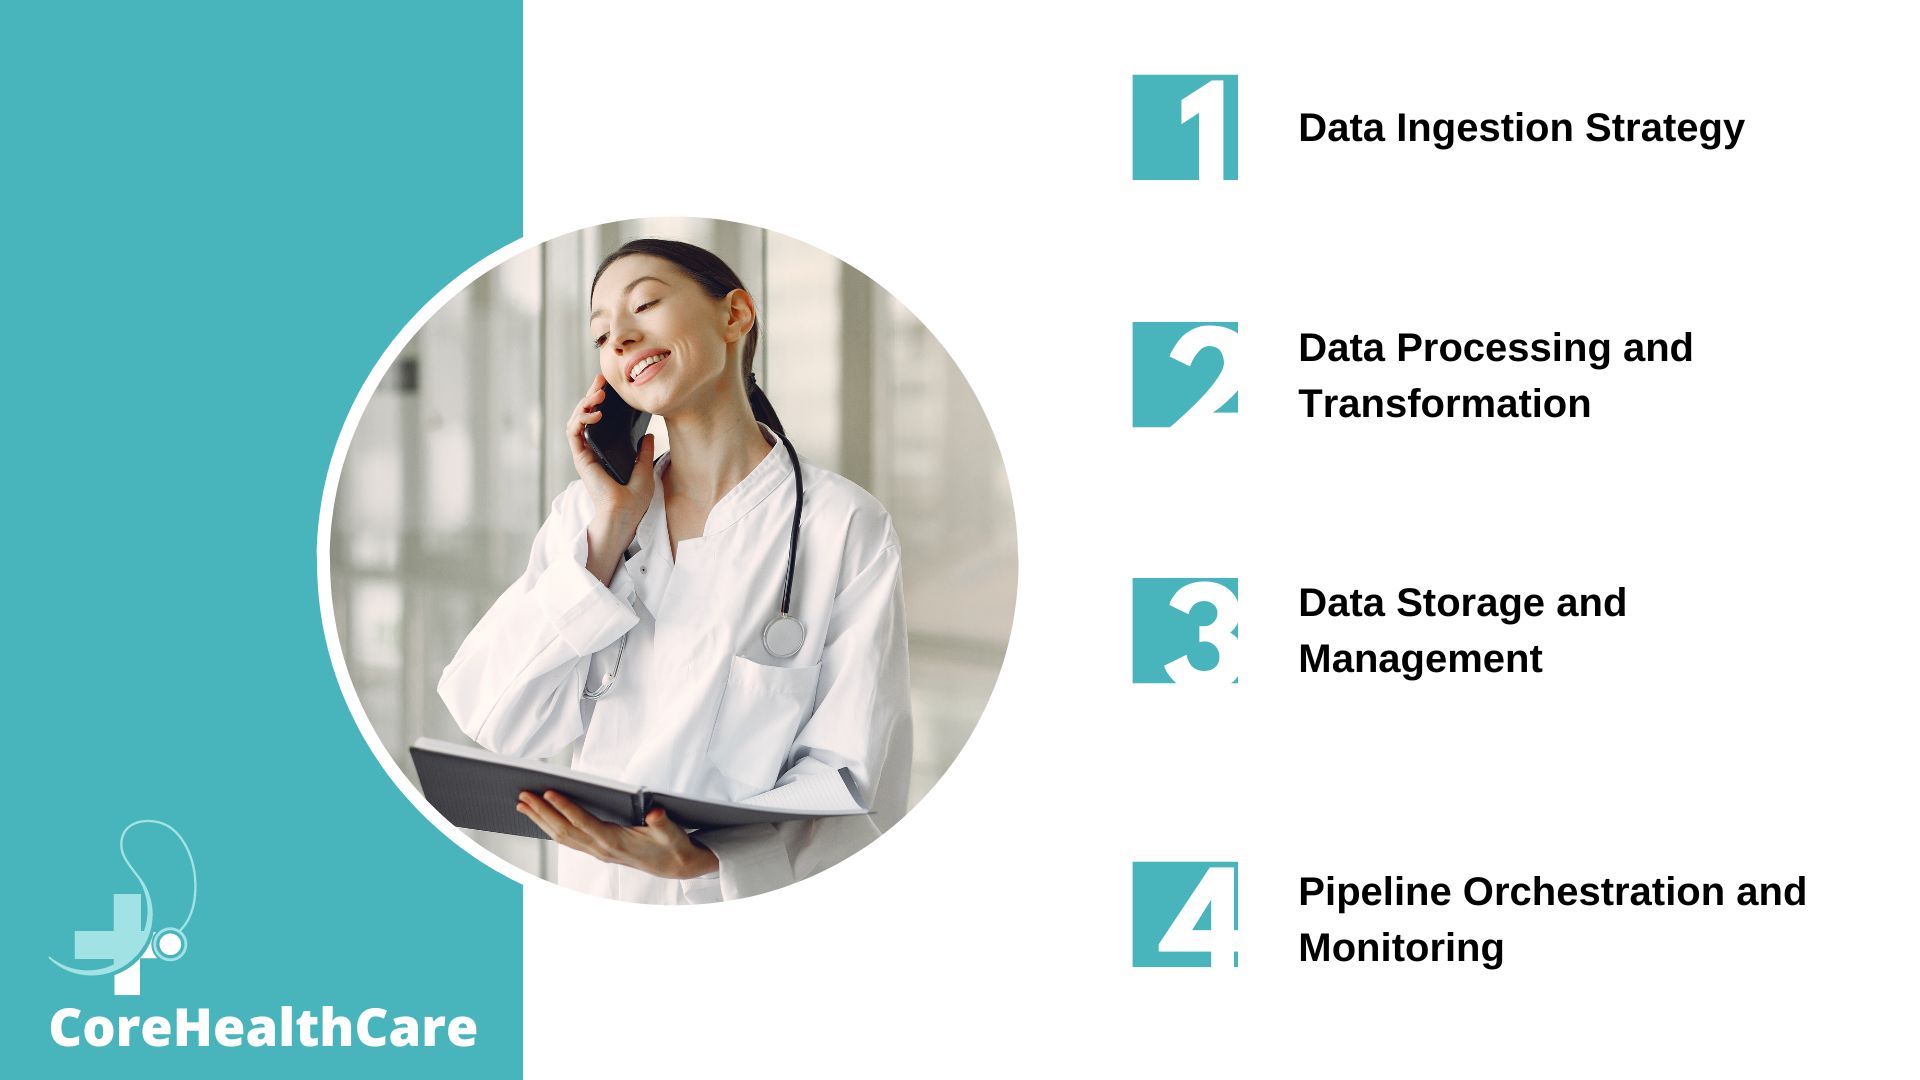 1
Data Ingestion Strategy
2
Data Processing and
Transformation
3
Data Storage and
Management
4
Pipeline Orchestration and
Monitoring
CoreHealthCare